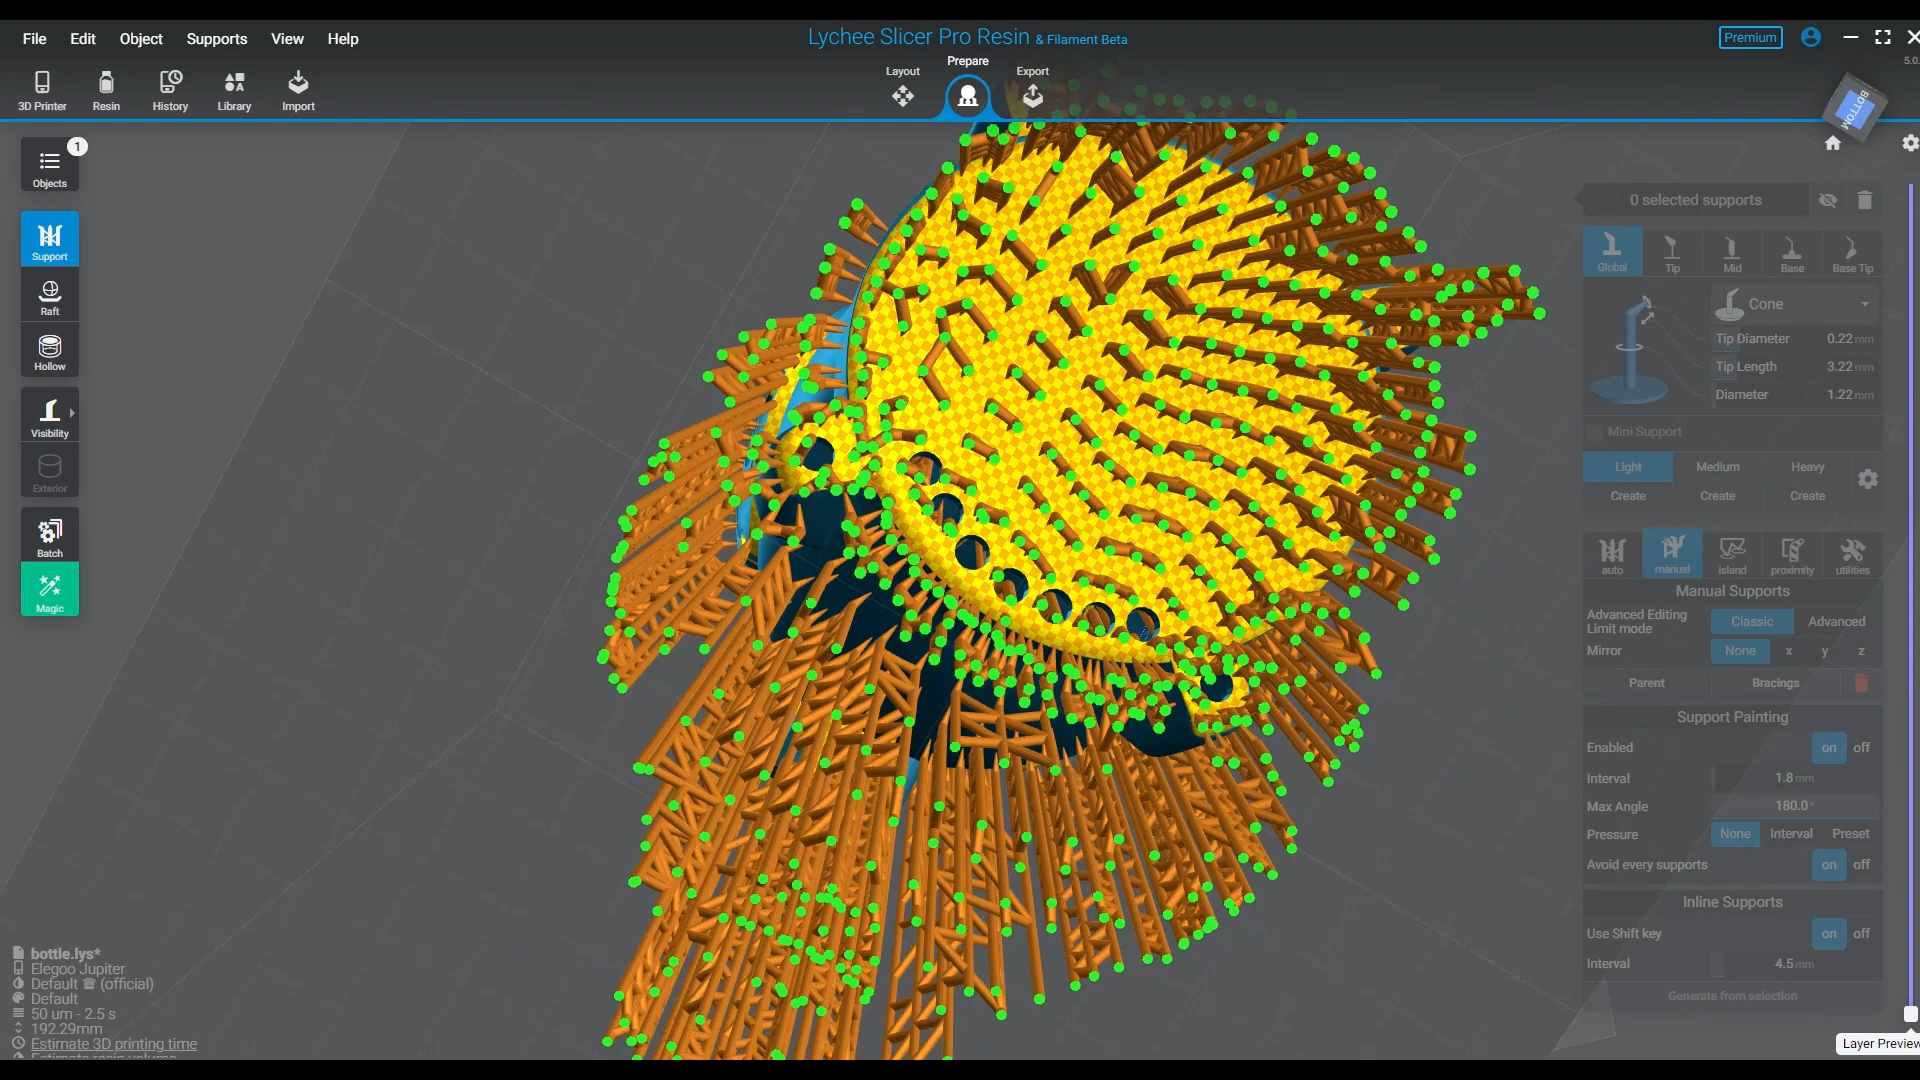 File Edit Object Supports View Help
Lychee Slicer Pro Resin & Filament Beta
Premium
5.0.
3D Printer Resin History Library Import
Layout Prepare Export
BOTTOM
1
Objects
Support
Raft
Hollow
Visibility
Exterior
Batch
Magic
0 selected supports
Global Tip Mid Base Base Tip
Cone
Tip Diameter 0.22 mm
Tip Length 3.22 mm
Diameter 1.22 mm
Mini Support
Light Medium Heavy
Create Create Create
auto manual island proximity utilities
Manual Supports
Advanced Editing
Limit mode
Classic Advanced
Mirror None x y z
Parent Bracings
Support Painting
Enabled on off
Interval 1.8 mm
Max Angle 180.0°
Pressure None Interval Preset
Avoid every supports on off
Inline Supports
Use Shift key on off
Interval 4.5 mm
Generate from selection
Layer Preview
bottle.lys*
Elegoo Jupiter
Default (official)
Default
50 um - 2.5 s
192.29mm
Estimate 3D printing time
Estimate resin volume